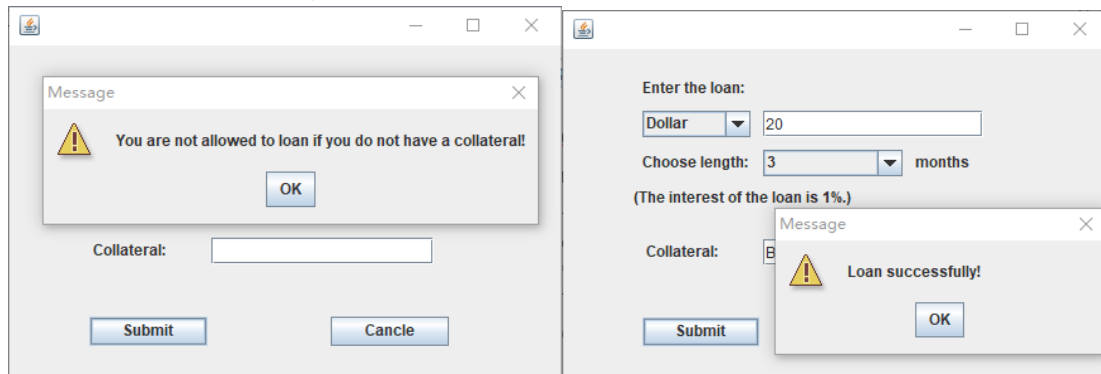 Message
You are not allowed to loan if you do not have a collateral!
OK
Collateral:
Submit
Cancle
Enter the loan:
Dollar
20
Choose length:
3
months
(The interest of the loan is 1%.)
Message
Collateral:
B
Loan successfully!
OK
Submit